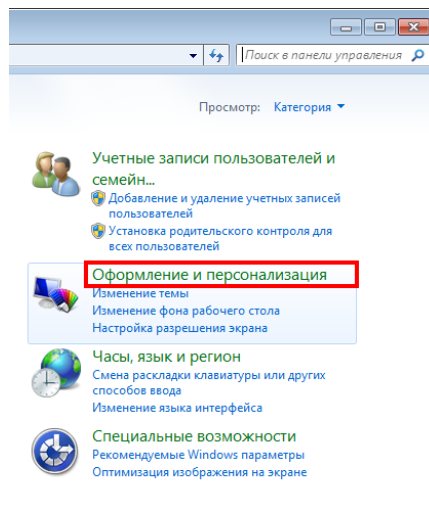 Поиск в панели управления
Просмотр: Категория
Учетные записи пользователей и
семейн...
Добавление и удаление учетных записей
пользователей
Установка родительского контроля для
всех пользователей
Оформление и персонализация
Изменение темы
Изменение фона рабочего стола
Настройка разрешения экрана
Часы, язык и регион
Смена раскладки клавиатуры или других
способов ввода
Изменение языка интерфейса
Специальные возможности
Рекомендуемые Windows параметры
Оптимизация изображения на экране